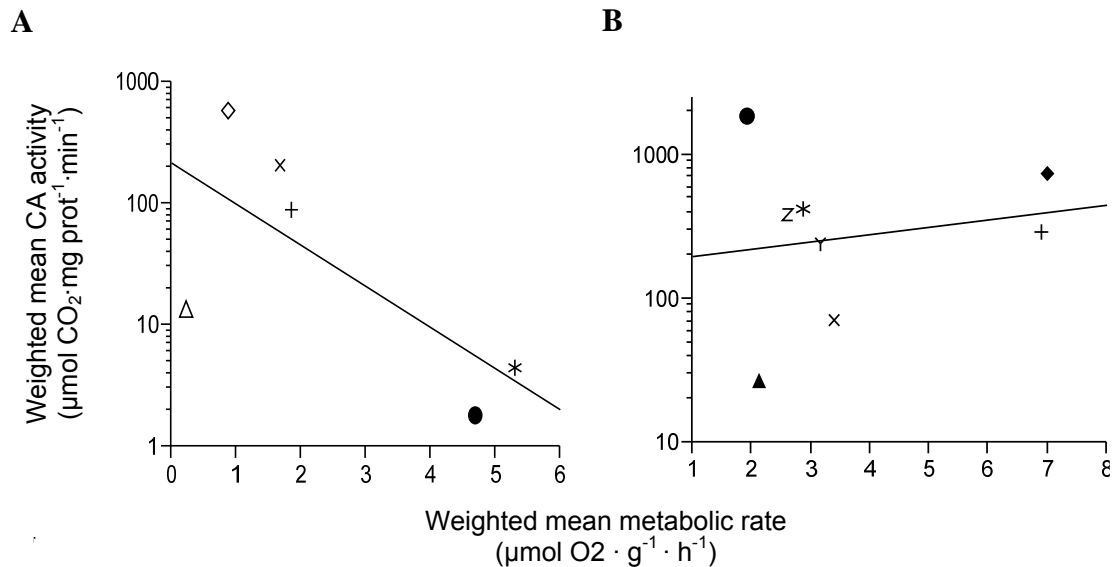 A
B
Weighted mean CA activity
(µmol CO₂·mg prot⁻¹·min⁻¹)
1000
100
10
1
0 1 2 3 4 5 6
1000
100
10
1 2 3 4 5 6 7 8
Weighted mean metabolic rate
(µmol O2 · g⁻¹ · h⁻¹)